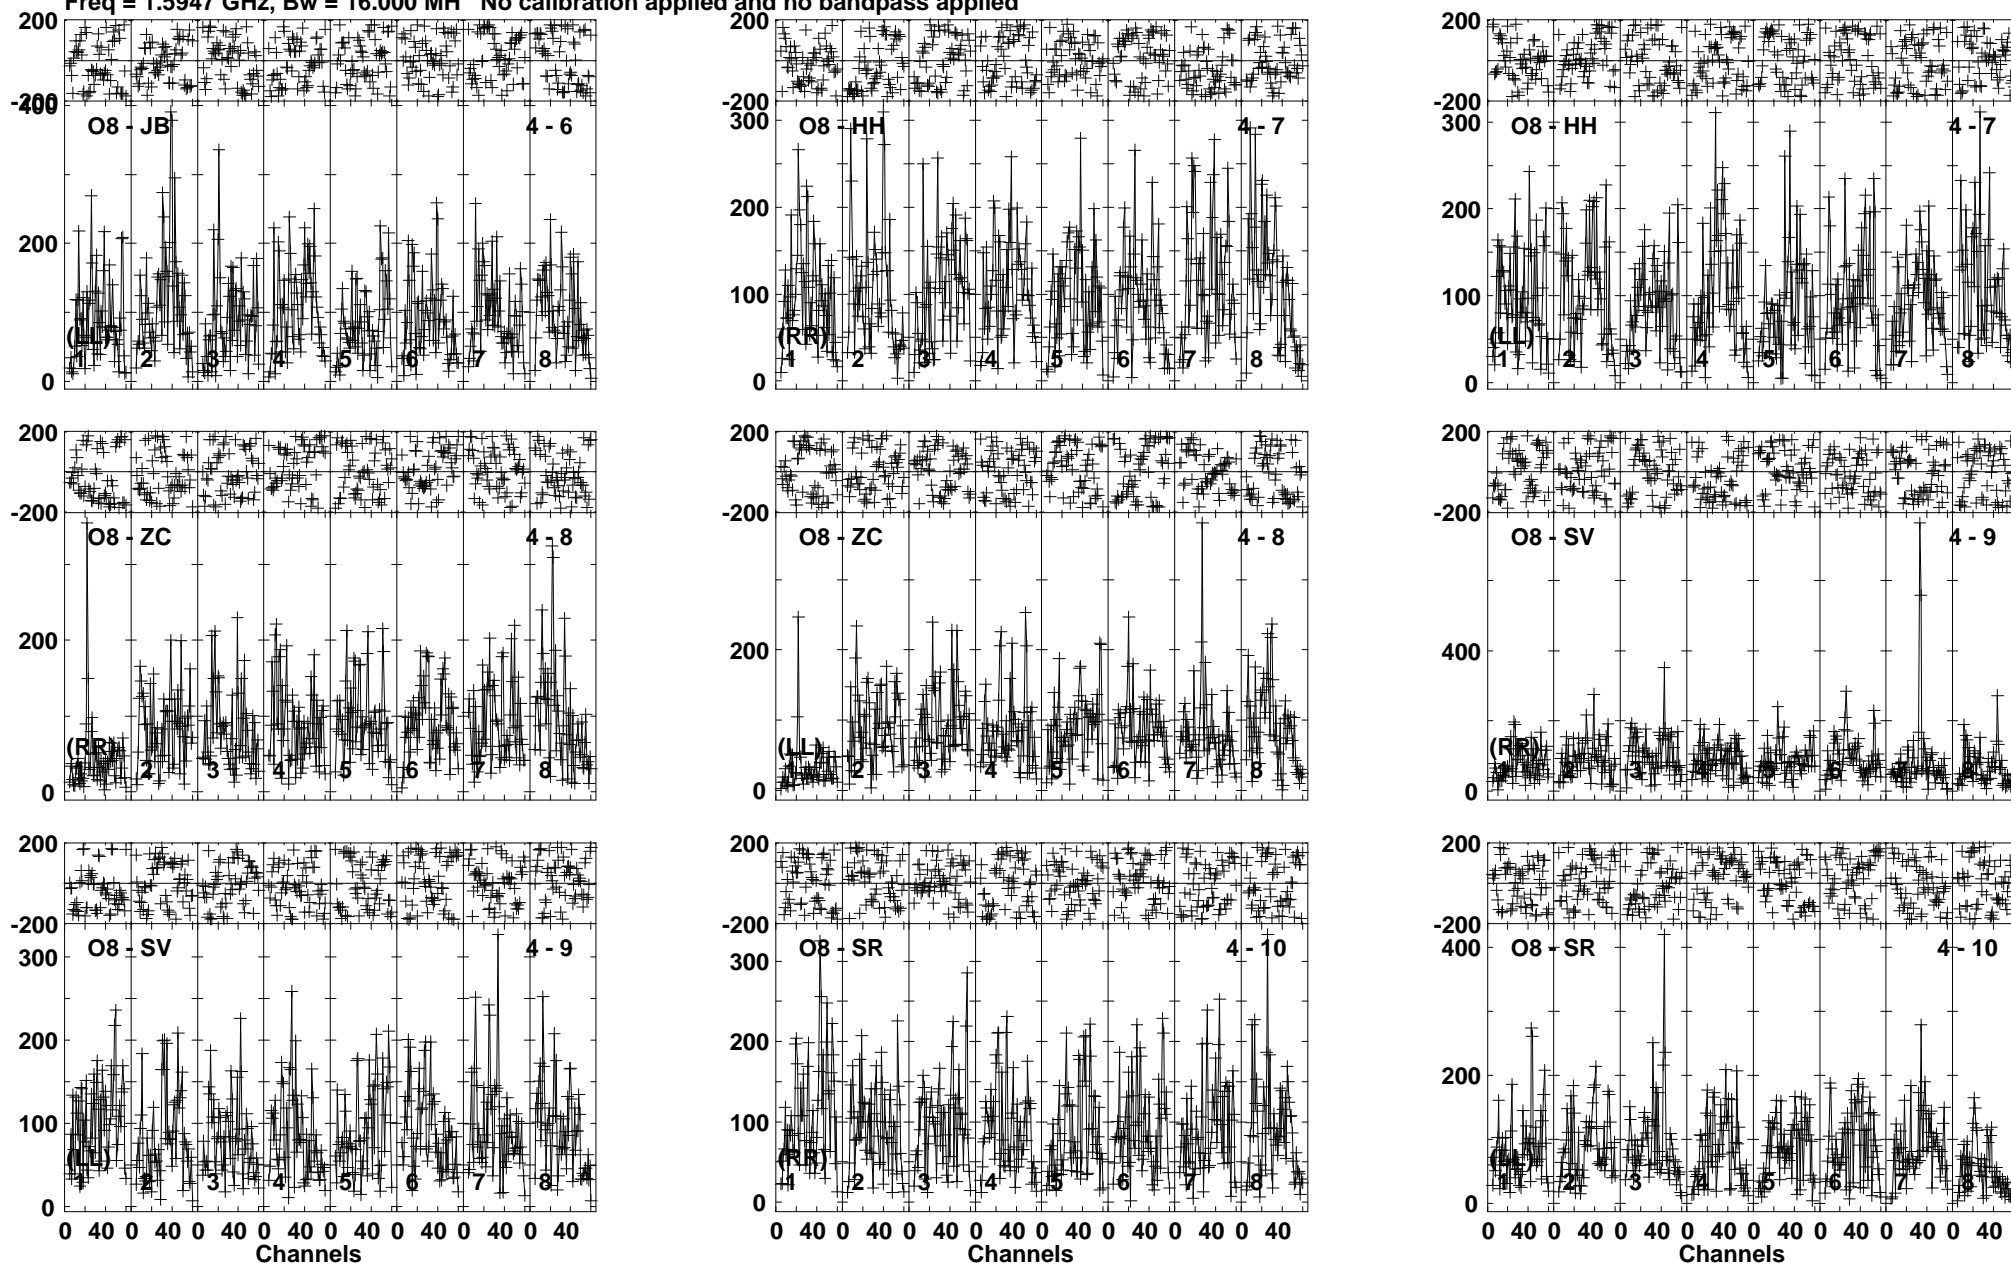 Freq = 1.5947 GHz, Bw = 16.000 MH No calibration applied and no bandpass applied
200 200 200
-200 -200 -200
400 O8 - JB 4 - 6 300 O8 - HH 4 - 7 300 O8 - HH 4 - 7
200 200 200
100 100
(LL) (RR) (LL)
1 2 3 4 5 6 7 8 1 2 3 4 5 6 7 8 1 2 3 4 5 6 7 8
0 0 0
200 200 200
-200 -200 -200
O8 - ZC 4 - 8 O8 - ZC 4 - 8 O8 - SV 4 - 9
200 200 400
(RR) (LL) (RR)
1 2 3 4 5 6 7 8 1 2 3 4 5 6 7 8 1 2 3 4 5 6 7 8
0 0 0
200 200 200
-200 -200 -200
O8 - SV 4 - 9 O8 - SR 4 - 10 O8 - SR 4 - 10
300 300 400
200 200 200
100 100
(LL) (RR) (LL)
1 2 3 4 5 6 7 8 1 2 3 4 5 6 7 8 1 2 3 4 5 6 7 8
0 0 0
0 40 0 40 0 40 0 40 0 40 0 40 0 40 0 40 0 40 0 40 0 40 0 40 0 40 0 40 0 40 0 40 0 40 0 40 0 40 0 40 0 40 0 40 0 40 0 40
Channels Channels Channels